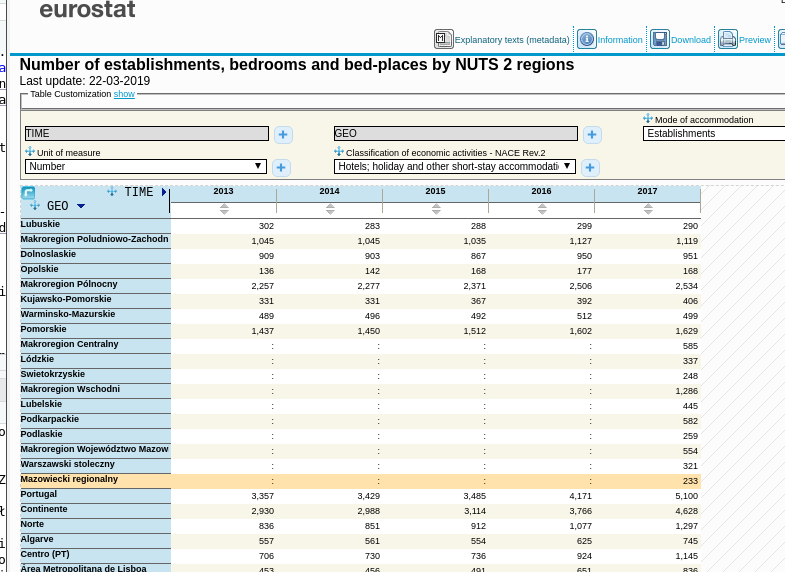 eurostat
Explanatory texts (metadata) Information Download Preview
Number of establishments, bedrooms and bed-places by NUTS 2 regions
Last update: 22-03-2019
Table Customization show
Mode of accommodation
TIME GEO Establishments
Unit of measure Classification of economic activities - NACE Rev.2
Number Hotels; holiday and other short-stay accommodati
TIME 2013 2014 2015 2016 2017
GEO
Lubuskie 302 283 288 299 290
Makroregion Poludniowo-Zachodn 1,045 1,045 1,035 1,127 1,119
Dolnoslaskie 909 903 867 950 951
Opolskie 136 142 168 177 168
Makroregion Pólnocny 2,257 2,277 2,371 2,506 2,534
Kujawsko-Pomorskie 331 331 367 392 406
Warminsko-Mazurskie 489 496 492 512 499
Pomorskie 1,437 1,450 1,512 1,602 1,629
Makroregion Centralny : : : : 585
Lódzkie : : : : 337
Swietokrzyskie : : : : 248
Makroregion Wschodni : : : : 1,286
Lubelskie : : : : 445
Podkarpackie : : : : 582
Podlaskie : : : : 259
Makroregion Województwo Mazow : : : : 554
Warszawski stoleczny : : : : 321
Mazowiecki regionalny 233
Portugal 3,357 3,429 3,485 4,171 5,100
Continente 2,930 2,988 3,114 3,766 4,628
Norte 836 851 912 1,077 1,297
Algarve 557 561 554 625 745
Centro (PT) 706 730 736 924 1,145
Área Metropolitana de Lisboa 453 456 491 651 836